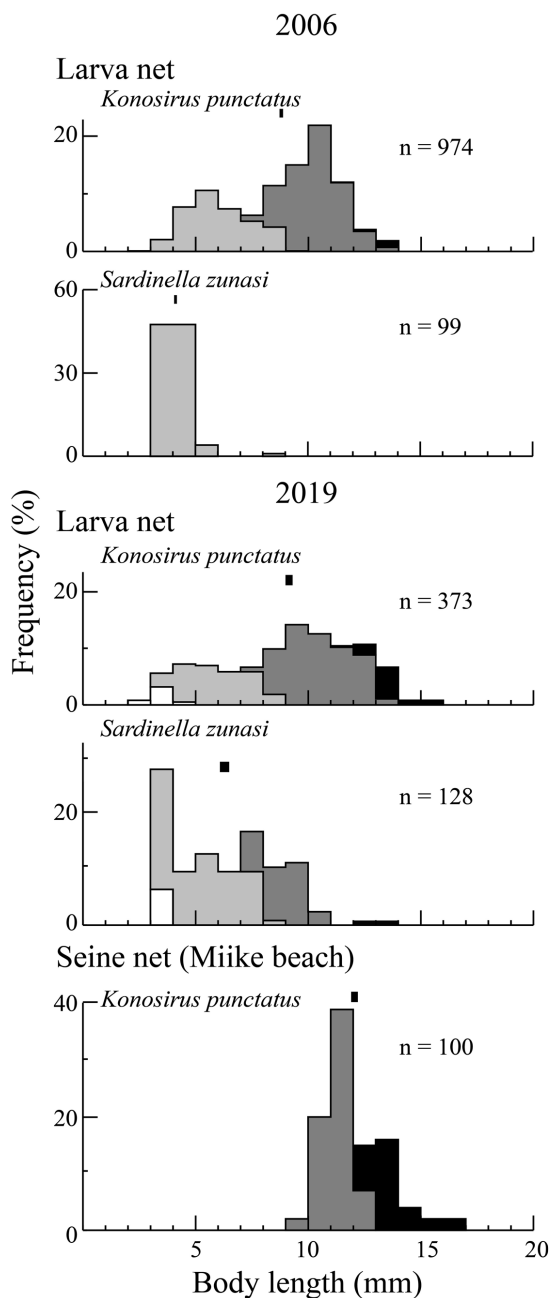 2006
Larva net
Konosirus punctatus
20
n = 974
0
Sardinella zunasi
60
n = 99
30
0
2019
Larva net
Konosirus punctatus
20
n = 373
0
Sardinella zunasi
n = 128
20
0
Seine net (Miike beach)
40
Konosirus punctatus
n = 100
20
0
5 10 15 20
Body length (mm)
Frequency (%)